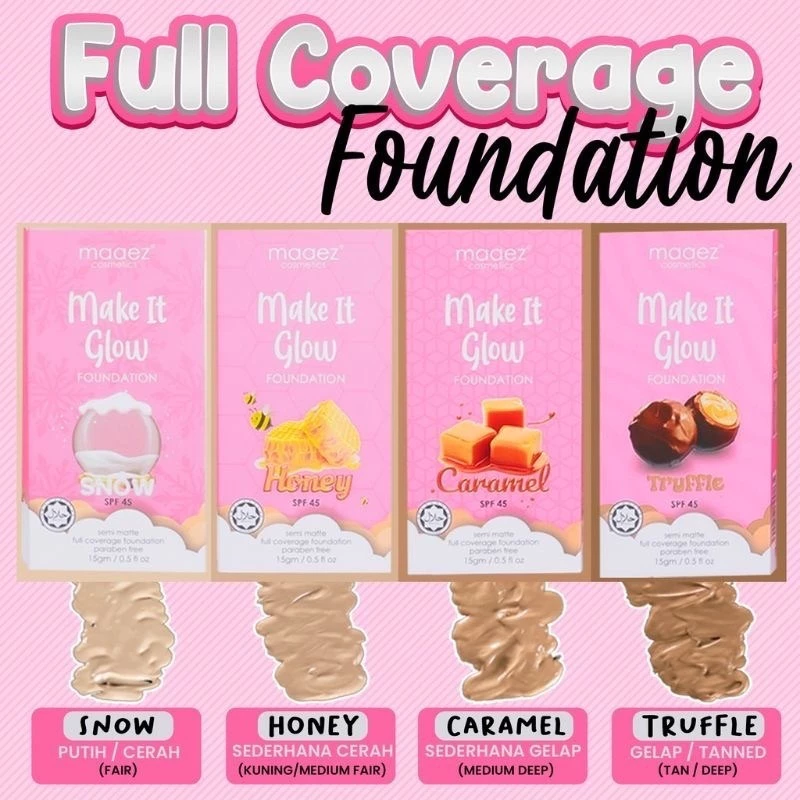 Full Coverage
Foundation
maaez®
cosmetics
Make It
Glow
FOUNDATION
SNOW
SPF 45
حلال
semi matte
full coverage foundation
paraben free
15gm / 0.5 fl oz
maaez®
cosmetics
Make It
Glow
FOUNDATION
Honey
SPF 45
حلال
semi matte
full coverage foundation
paraben free
15gm / 0.5 fl oz
maaez®
cosmetics
Make It
Glow
FOUNDATION
Caramel
SPF 45
حلال
semi matte
full coverage foundation
paraben free
15gm / 0.5 fl oz
maaez®
cosmetics
Make It
Glow
FOUNDATION
Truffle
SPF 45
حلال
semi matte
full coverage foundation
paraben free
15gm / 0.5 fl oz
SNOW
PUTIH / CERAH
(FAIR)
HONEY
SEDERHANA CERAH
(KUNING/MEDIUM FAIR)
CARAMEL
SEDERHANA GELAP
(MEDIUM DEEP)
TRUFFLE
GELAP / TANNED
(TAN / DEEP)